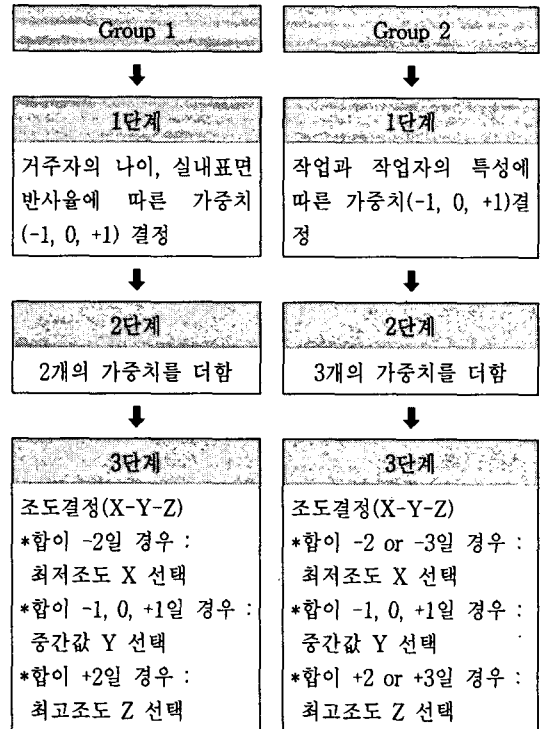 Group 1
1단계
거주자의 나이, 실내표면
반사율에 따른 가중치
(-1, 0, +1) 결정
2단계
2개의 가중치를 더함
3단계
조도결정(X-Y-Z)
*합이 -2일 경우 :
최저조도 X 선택
*합이 -1, 0, +1일 경우 :
중간값 Y 선택
*합이 +2일 경우 :
최고조도 Z 선택
Group 2
1단계
작업과 작업자의 특성에
따른 가중치(-1, 0, +1)결
정
2단계
3개의 가중치를 더함
3단계
조도결정(X-Y-Z)
*합이 -2 or -3일 경우 :
최저조도 X 선택
*합이 -1, 0, +1일 경우 :
중간값 Y 선택
*합이 +2 or +3일 경우 :
최고조도 Z 선택